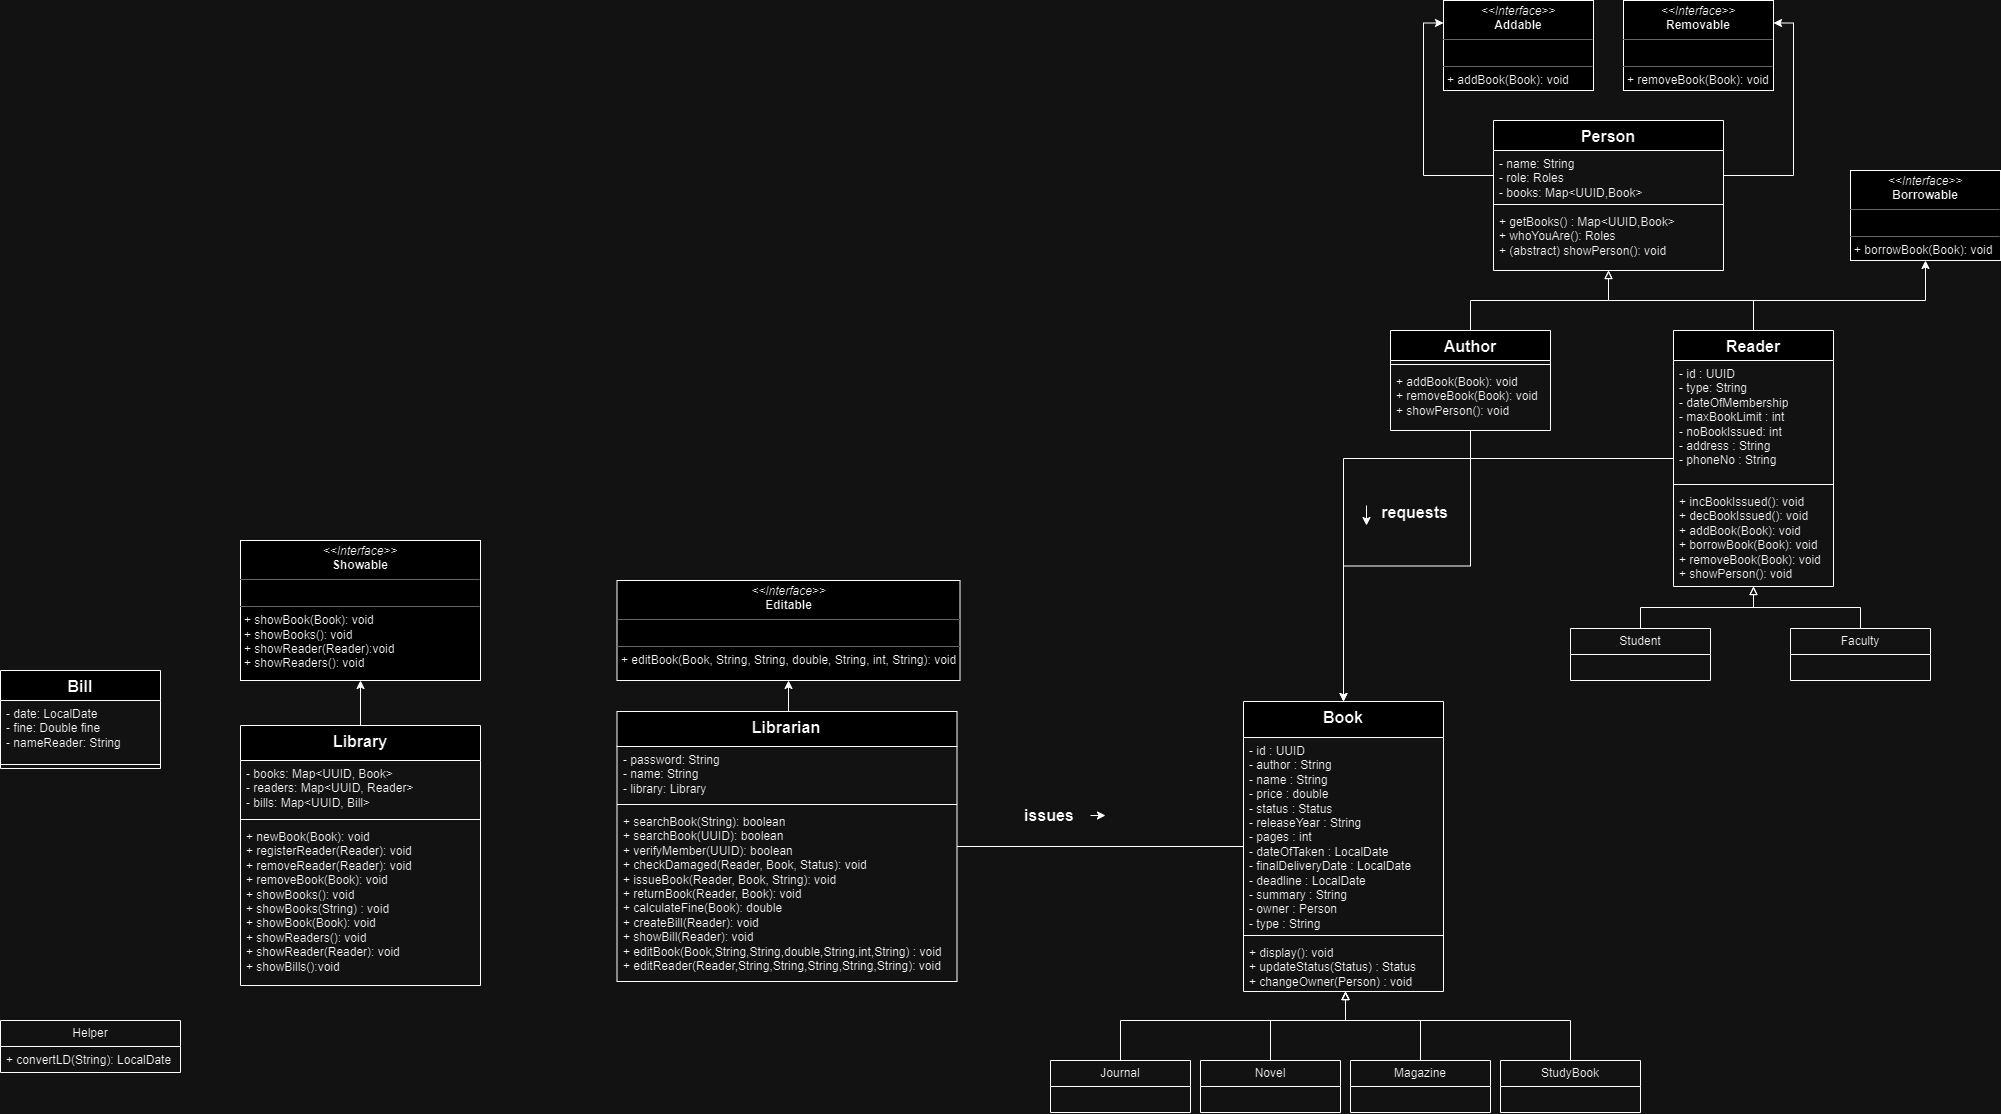 <<Interface>>
Addable
+ addBook(Book): void
<<Interface>>
Removable
+ removeBook(Book): void
Person
- name: String
- role: Roles
- books: Map<UUID,Book>
+ getBooks() : Map<UUID,Book>
+ whoYouAre(): Roles
+ (abstract) showPerson(): void
<<Interface>>
Borrowable
+ borrowBook(Book): void
Author
+ addBook(Book): void
+ removeBook(Book): void
+ showPerson(): void
Reader
- id : UUID
- type: String
- dateOfMembership
- maxBookLimit : int
- noBookIssued: int
- address : String
- phoneNo : String
+ incBookIssued(): void
+ decBookIssued(): void
+ addBook(Book): void
+ borrowBook(Book): void
+ removeBook(Book): void
+ showPerson(): void
requests
Student
Faculty
<<Interface>>
Showable
+ showBook(Book): void
+ showBooks(): void
+ showReader(Reader):void
+ showReaders(): void
<<Interface>>
Editable
+ editBook(Book, String, String, double, String, int, String): void
Bill
- date: LocalDate
- fine: Double fine
- nameReader: String
Library
- books: Map<UUID, Book>
- readers: Map<UUID, Reader>
- bills: Map<UUID, Bill>
+ newBook(Book): void
+ registerReader(Reader): void
+ removeReader(Reader): void
+ removeBook(Book): void
+ showBooks(): void
+ showBooks(String) : void
+ showBook(Book): void
+ showReaders(): void
+ showReader(Reader): void
+ showBills():void
Librarian
- password: String
- name: String
- library: Library
+ searchBook(String): boolean
+ searchBook(UUID): boolean
+ verifyMember(UUID): boolean
+ checkDamaged(Reader, Book, Status): void
+ issueBook(Reader, Book, String): void
+ returnBook(Reader, Book): void
+ calculateFine(Book): double
+ createBill(Reader): void
+ showBill(Reader): void
+ editBook(Book,String,String,double,String,int,String) : void
+ editReader(Reader,String,String,String,String,String): void
issues
Book
- id : UUID
- author : String
- name : String
- price : double
- status : Status
- releaseYear : String
- pages : int
- dateOfTaken : LocalDate
- finalDeliveryDate : LocalDate
- deadline : LocalDate
- summary : String
- owner : Person
- type : String
+ display(): void
+ updateStatus(Status) : Status
+ changeOwner(Person) : void
Helper
+ convertLD(String): LocalDate
Journal
Novel
Magazine
StudyBook